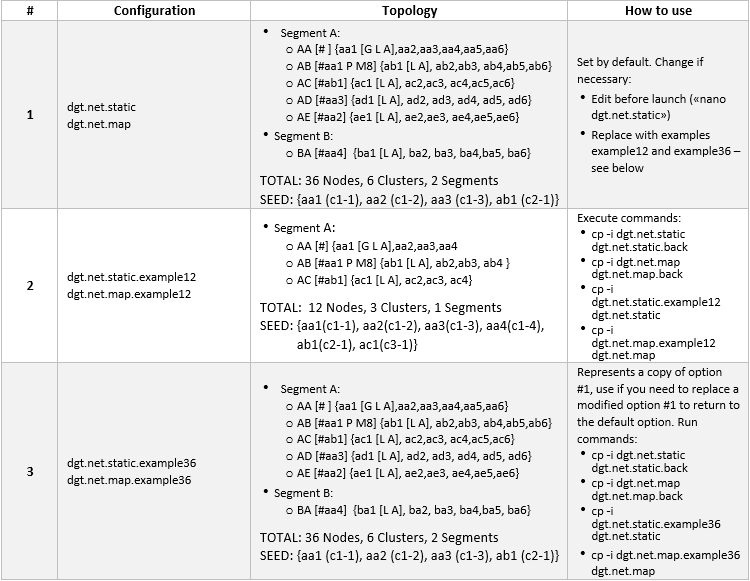 # Configuration Topology How to use
1
dgt.net.static
dgt.net.map
• Segment A:
o AA [# ] {aa1 [G L A],aa2,aa3,aa4,aa5,aa6}
o AB [#aa1 P M8] {ab1 [L A], ab2,ab3, ab4,ab5,ab6}
o AC [#ab1] {ac1 [L A], ac2,ac3, ac4,ac5,ac6}
o AD [#aa3] {ad1 [L A], ad2, ad3, ad4, ad5, ad6}
o AE [#aa2] {ae1 [L A], ae2,ae3, ae4,ae5,ae6}
• Segment B:
o BA [#aa4] {ba1 [L A], ba2, ba3, ba4,ba5, ba6}
TOTAL: 36 Nodes, 6 Clusters, 2 Segments
SEED: {aa1 (c1-1), aa2 (c1-2), aa3 (c1-3), ab1 (c2-1)}
Set by default. Change if
necessary:
• Edit before launch («nano
dgt.net.static»)
• Replace with examples
example12 and example36 –
see below
2
dgt.net.static.example12
dgt.net.map.example12
• Segment A:
o AA [#] {aa1 [G L A],aa2,aa3,aa4
o AB [#aa1 P M8] {ab1 [L A], ab2,ab3, ab4 }
o AC [#ab1] {ac1 [L A], ac2,ac3, ac4}
TOTAL: 12 Nodes, 3 Clusters, 1 Segments
SEED: {aa1(c1-1), aa2(c1-2), aa3(c1-3), aa4(c1-4),
ab1(c2-1), ac1(c3-1)}
Execute commands:
• cp -i dgt.net.static
dgt.net.static.back
• cp -i dgt.net.map
dgt.net.map.back
• cp -i
dgt.net.static.example12
dgt.net.static
• cp -i
dgt.net.map.example12
dgt.net.map
3
dgt.net.static.example36
dgt.net.map.example36
• Segment A:
o AA [# ] {aa1 [G L A],aa2,aa3,aa4,aa5,aa6}
o AB [#aa1 P M8] {ab1 [L A], ab2,ab3, ab4,ab5,ab6}
o AC [#ab1] {ac1 [L A], ac2,ac3, ac4,ac5,ac6}
o AD [#aa3] {ad1 [L A], ad2, ad3, ad4, ad5, ad6}
o AE [#aa2] {ae1 [L A], ae2,ae3, ae4,ae5,ae6}
• Segment B:
o BA [#aa4] {ba1 [L A], ba2, ba3, ba4,ba5, ba6}
TOTAL: 36 Nodes, 6 Clusters, 2 Segments
SEED: {aa1 (c1-1), aa2 (c1-2), aa3 (c1-3), ab1 (c2-1)}
Represents a copy of option
#1, use if you need to replace a
modified option #1 to return to
the default option. Run
commands:
• cp -i dgt.net.static
dgt.net.static.back
• cp -i dgt.net.map
dgt.net.map.back
• cp -i
dgt.net.static.example36
dgt.net.static
• cp -i dgt.net.map.example36
dgt.net.map